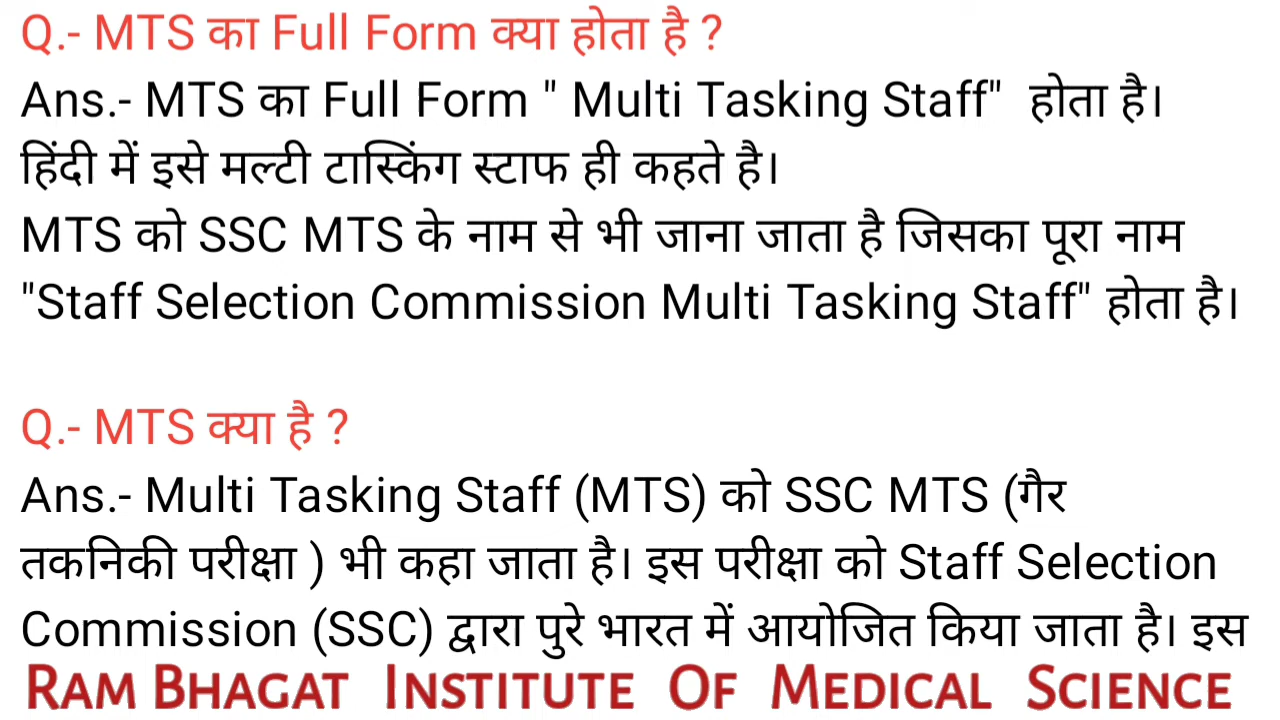 Q.- MTS का Full Form क्या होता है ?
Ans.- MTS का Full Form " Multi Tasking Staff" होता है।
हिंदी में इसे मल्टी टास्किंग स्टाफ ही कहते है।
MTS को SSC MTS के नाम से भी जाना जाता है जिसका पूरा नाम
"Staff Selection Commission Multi Tasking Staff" होता है।
Q.- MTS क्या है ?
Ans.- Multi Tasking Staff (MTS) को SSC MTS (गैर
तकनिकी परीक्षा ) भी कहा जाता है। इस परीक्षा को Staff Selection
Commission (SSC) द्वारा पुरे भारत में आयोजित किया जाता है। इस
RAM BHAGAT INSTITUTE OF MEDICAL SCIENCE